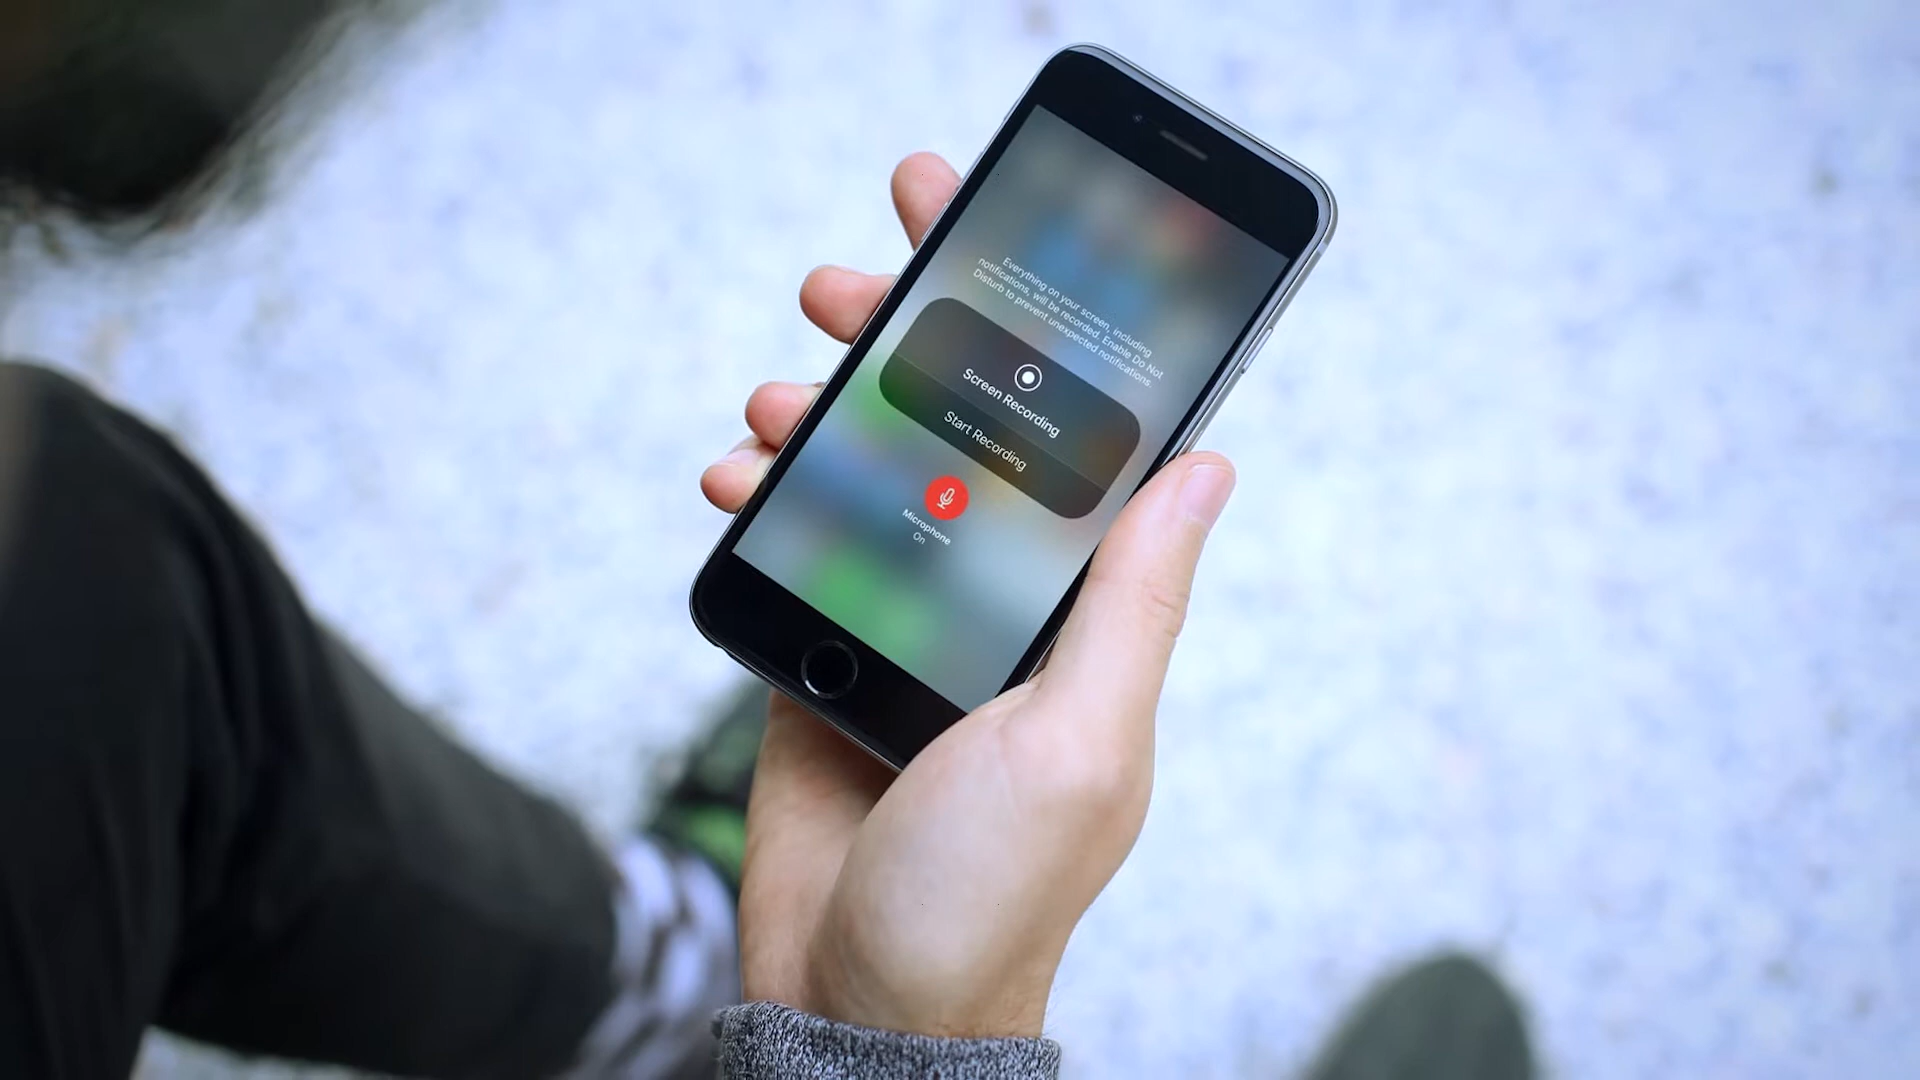 Everything on your screen, including
notifications, will be recorded. Enable Do Not
Disturb to prevent unexpected notifications.
Screen Recording
Start Recording
Microphone
On